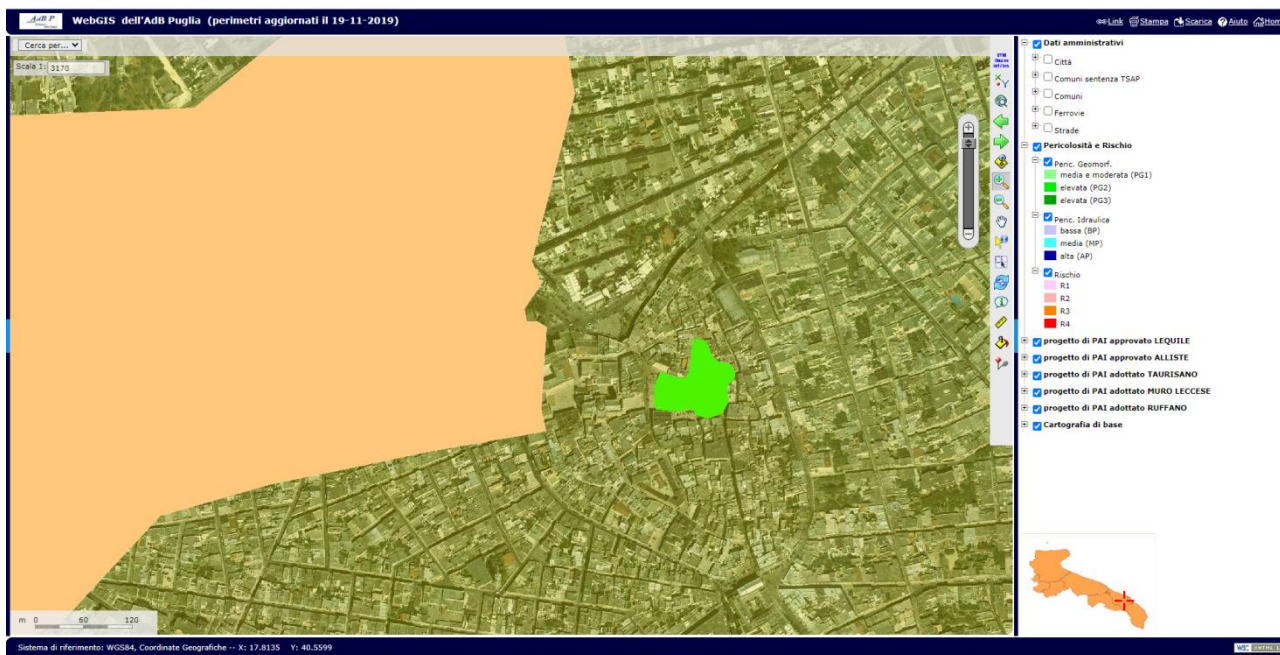 AdB P
WebGIS dell'AdB Puglia (perimetri aggiornati il 19-11-2019)
Link Stampa Scarica Aiuto Hom
Cerca per...
Scala 1: 3170
X Y
Dati amministrativi
Città
Comuni sentenza TSAP
Comuni
Ferrovie
Strade
Pericolosità e Rischio
Peric. Geomorf.
media e moderata (PG1)
elevata (PG2)
elevata (PG3)
Peric. Idraulica
bassa (BP)
media (MP)
alta (AP)
Rischio
R1
R2
R3
R4
progetto di PAI approvato LEQUILE
progetto di PAI approvato ALLISTE
progetto di PAI adottato TAURISANO
progetto di PAI adottato MURO LECCESE
progetto di PAI adottato RUFFANO
Cartografia di base
m 0 60 120
Sistema di riferimento: WGS84, Coordinate Geografiche -- X: 17.8135 Y: 40.5599
W3C